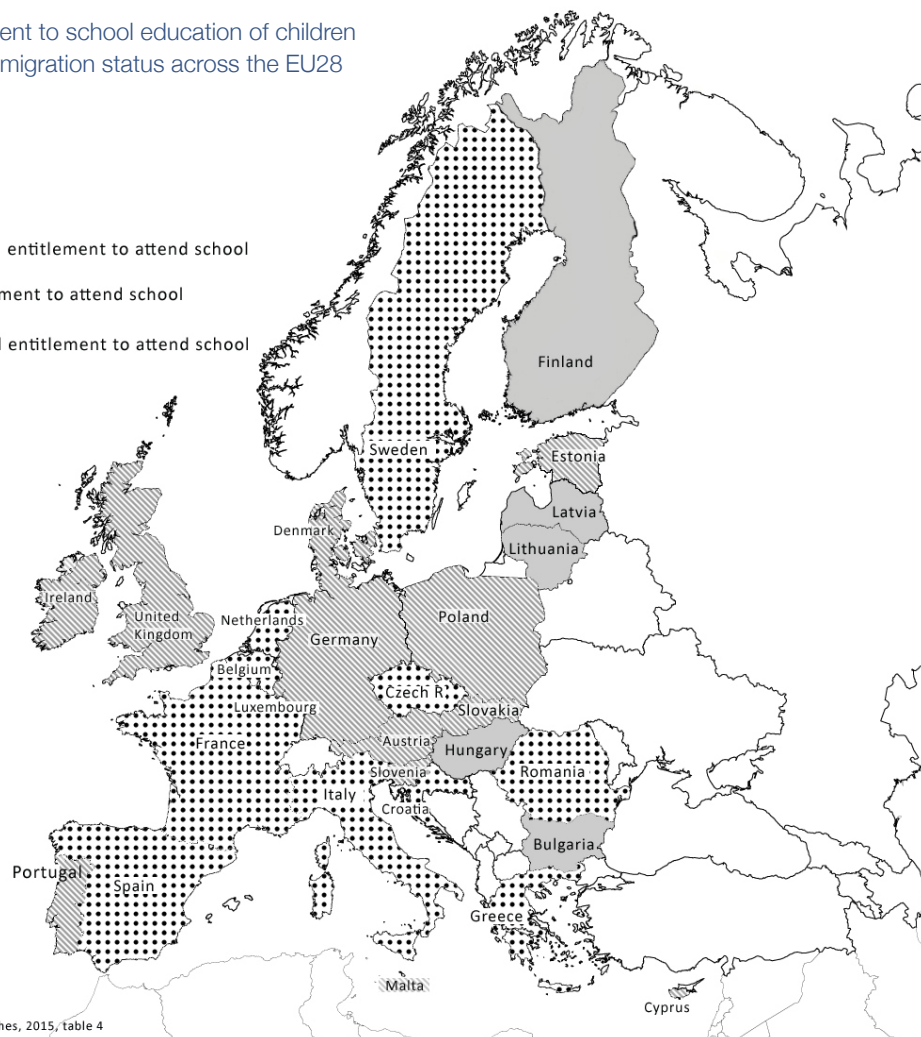 ent to school education of children
migration status across the EU28
entitlement to attend school
ment to attend school
l entitlement to attend school
Finland
Sweden
Estonia
Latvia
Denmark
Lithuania
Ireland
United
Kingdom
Netherlands
Poland
Germany
Belgium
Czech R.
Luxembourg
Slovakia
France
Austria
Hungary
Slovenia
Romania
Italy
Croatia
Bulgaria
Portugal
Spain
Greece
Malta
Cyprus
hes, 2015, table 4